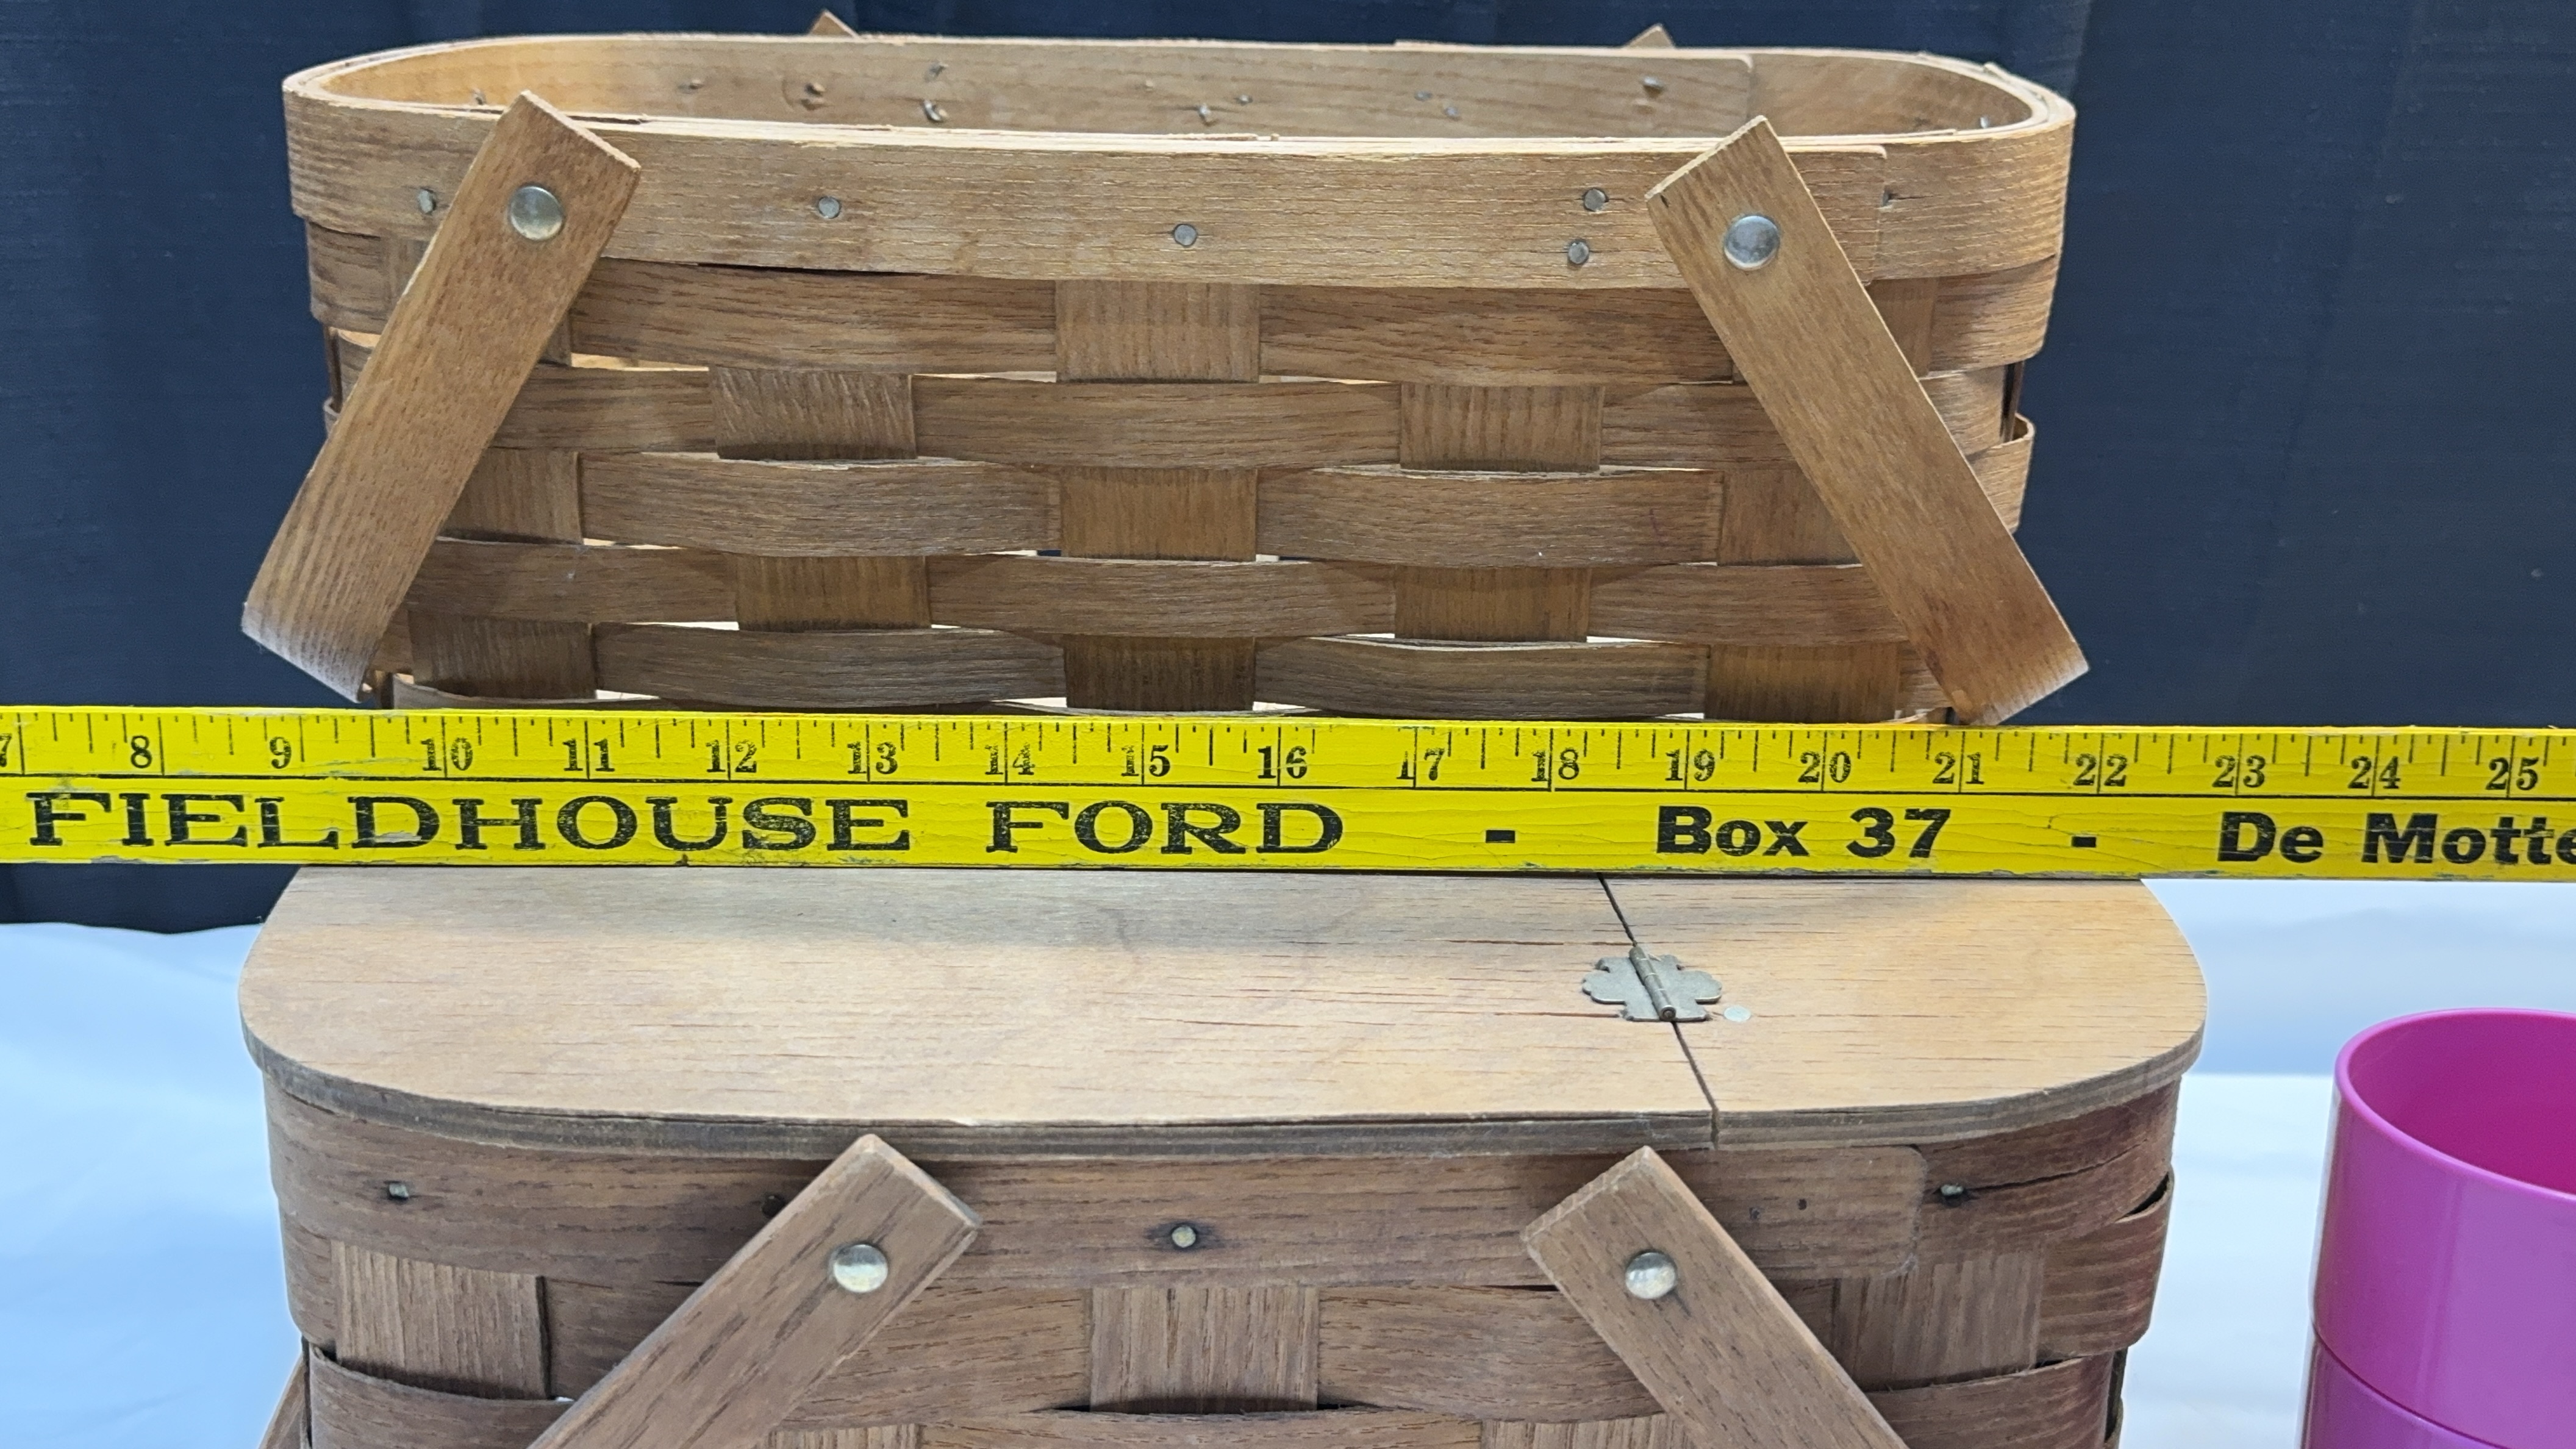 7 8 9 10 11 12 13 14 15 16 17 18 19 20 21 22 23 24 25
FIELDHOUSE FORD - Box 37 - De Motte